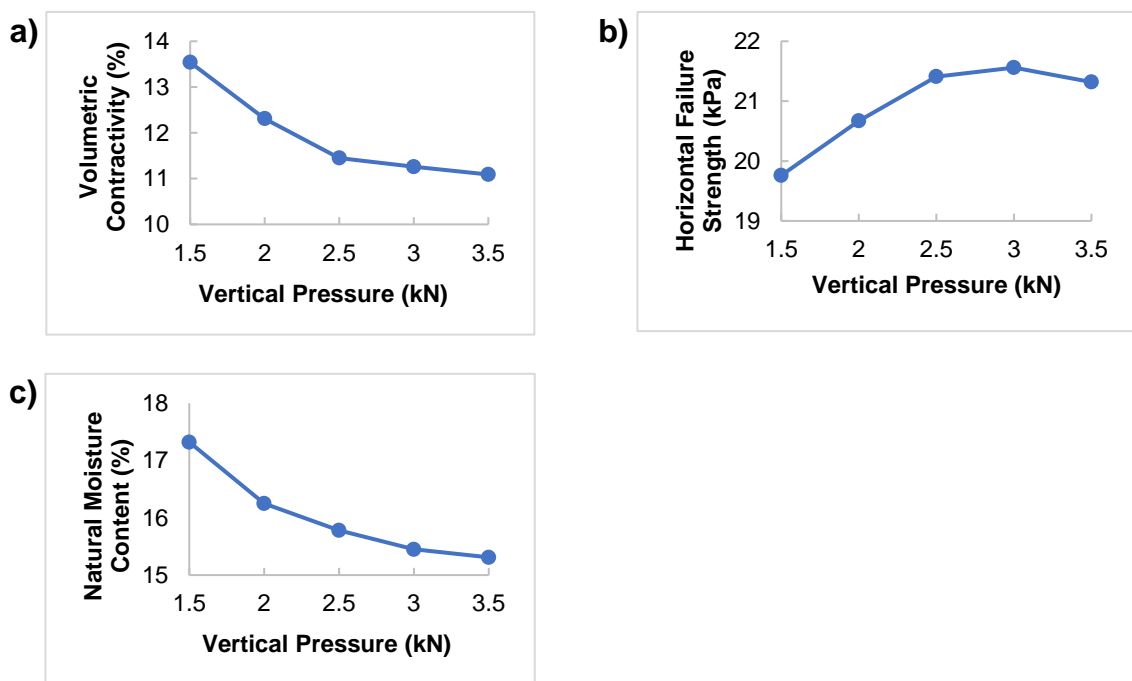 a)
14
13
12
11
10
Volumetric
Contractivity (%)
1.5 2 2.5 3 3.5
Vertical Pressure (kN)
b)
22
21
20
19
Horizontal Failure
Strength (kPa)
1.5 2 2.5 3 3.5
Vertical Pressure (kN)
c)
18
17
16
15
Natural Moisture
Content (%)
1.5 2 2.5 3 3.5
Vertical Pressure (kN)